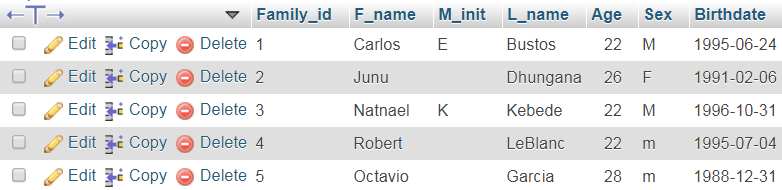 Family_id F_name M_init L_name Age Sex Birthdate
Edit Copy Delete 1 Carlos E Bustos 22 M 1995-06-24
Edit Copy Delete 2 Junu Dhungana 26 F 1991-02-06
Edit Copy Delete 3 Natnael K Kebede 22 M 1996-10-31
Edit Copy Delete 4 Robert LeBlanc 22 m 1995-07-04
Edit Copy Delete 5 Octavio Garcia 28 m 1988-12-31